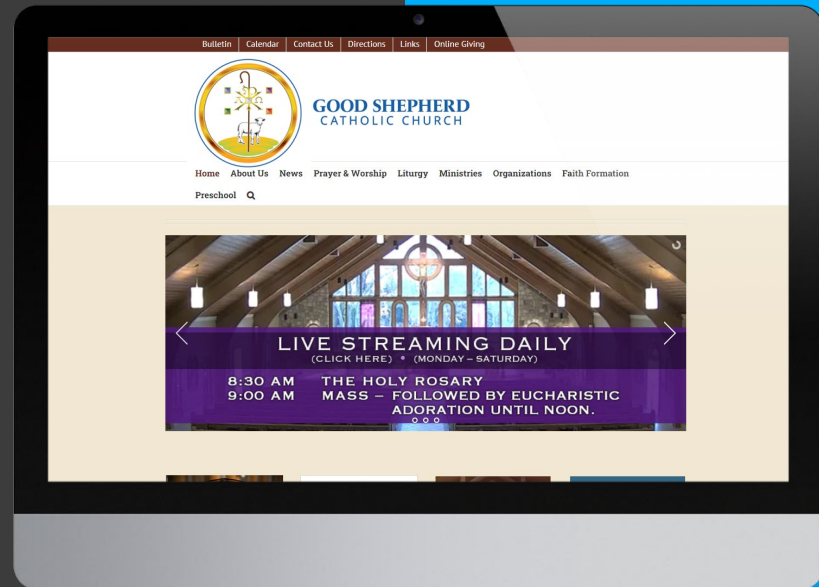 Bulletin Calendar Contact Us Directions Links Online Giving
GOOD SHEPHERD
CATHOLIC CHURCH
Home About Us News Prayer & Worship Liturgy Ministries Organizations Faith Formation
Preschool
LIVE STREAMING DAILY
(CLICK HERE) • (MONDAY – SATURDAY)
8:30 AM THE HOLY ROSARY
9:00 AM MASS – FOLLOWED BY EUCHARISTIC
ADORATION UNTIL NOON.